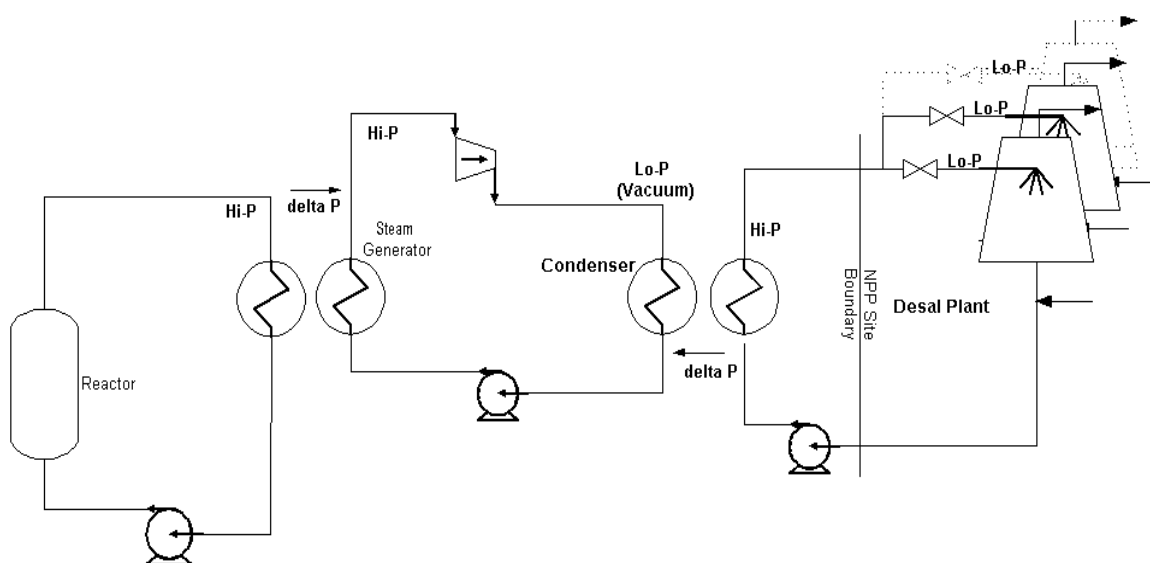 Lo-P
Lo-P
Lo-P
Hi-P
Lo-P
(Vacuum)
Hi-P
delta P
Steam
Generator
Hi-P
Condenser
NPP Site
Boundary
Desal Plant
delta P
Reactor